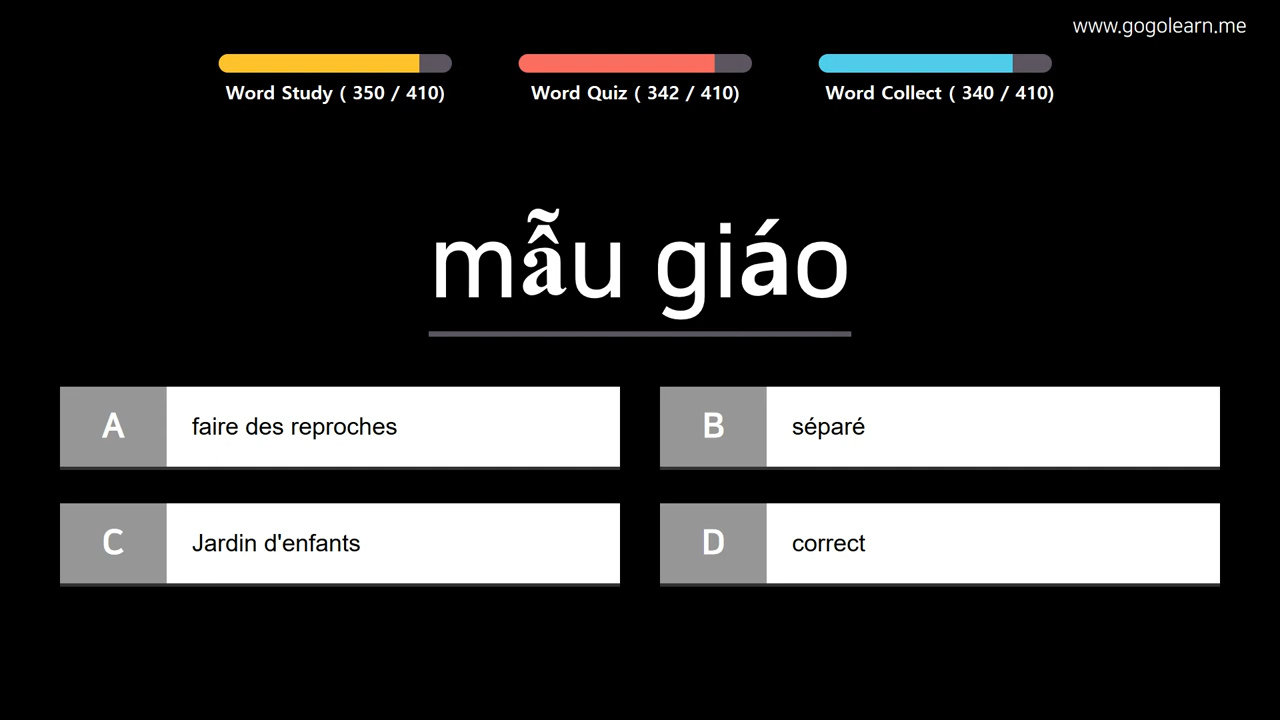 www.gogolearn.me
Word Study ( 350 / 410)
Word Quiz ( 342 / 410)
Word Collect ( 340 / 410)
mẫu giáo
A
faire des reproches
B
séparé
C
Jardin d'enfants
D
correct